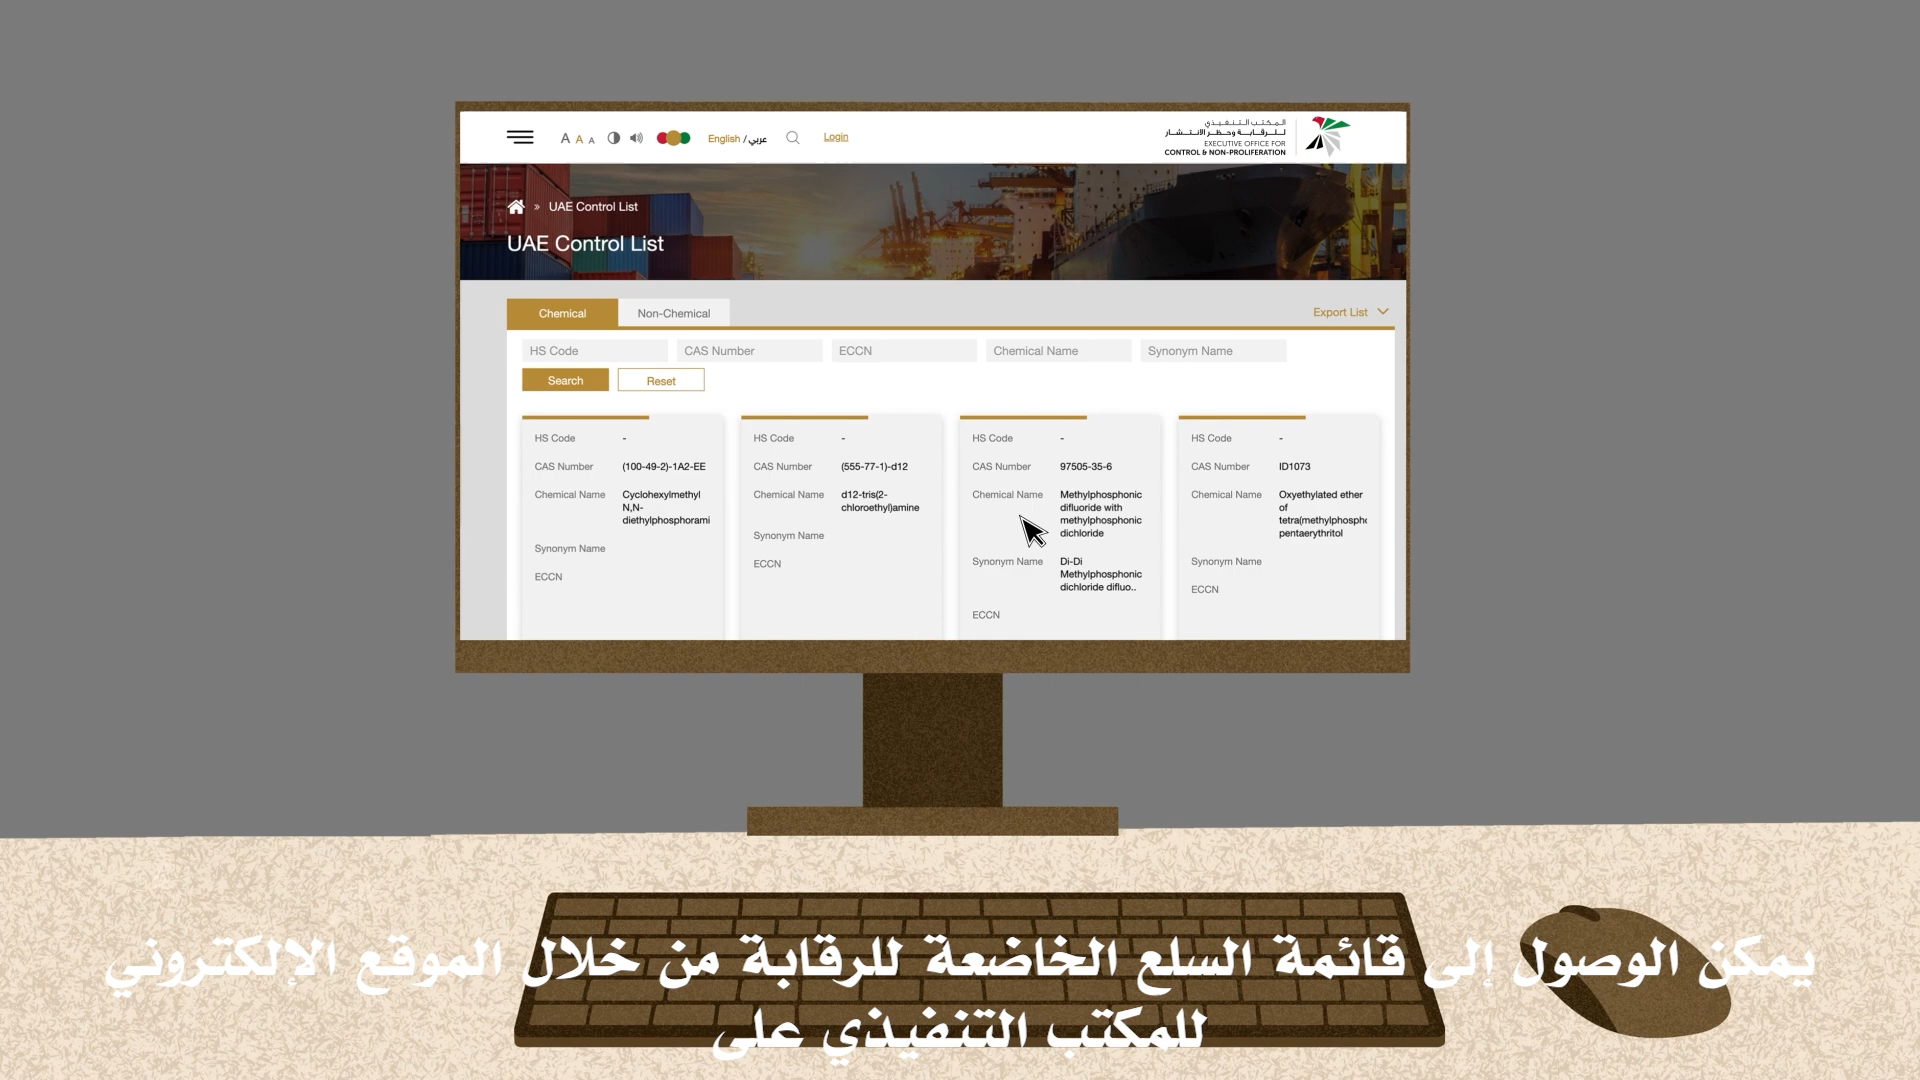 A A A
English / عربي
Login
المكتب التنفيذي
للرقابة وحظر الانتشار
EXECUTIVE OFFICE FOR
CONTROL & NON-PROLIFERATION
» UAE Control List
UAE Control List
Chemical
Non-Chemical
Export List
HS Code
CAS Number
ECCN
Chemical Name
Synonym Name
Search
Reset
HS Code -
CAS Number (100-49-2)-1A2-EE
Chemical Name Cyclohexylmethyl
N,N-
diethylphosphorami
Synonym Name
ECCN
HS Code -
CAS Number (555-77-1)-d12
Chemical Name d12-tris(2-
chloroethyl)amine
Synonym Name
ECCN
HS Code -
CAS Number 97505-35-6
Chemical Name Methylphosphonic
difluoride with
methylphosphonic
dichloride
Synonym Name Di-Di
Methylphosphonic
dichloride difluo..
ECCN
HS Code -
CAS Number ID1073
Chemical Name Oxyethylated ether
of
tetra(methylphospho
pentaerythritol
Synonym Name
ECCN
يمكن الوصول إلى قائمة السلع الخاضعة للرقابة من خلال الموقع الإلكتروني
للمكتب التنفيذي على